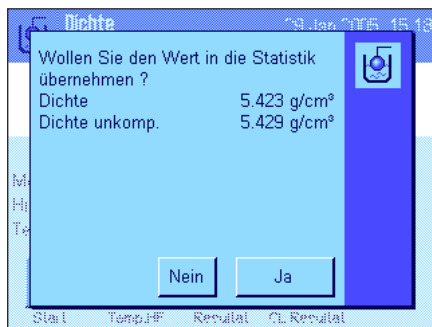 Dichte 29.Jan 2005 15:18
Wollen Sie den Wert in die Statistik
übernehmen ?
Dichte 5.423 g/cm³
Dichte unkomp. 5.429 g/cm³
Nein Ja
Start Temp.HF Resultat CL Resultat